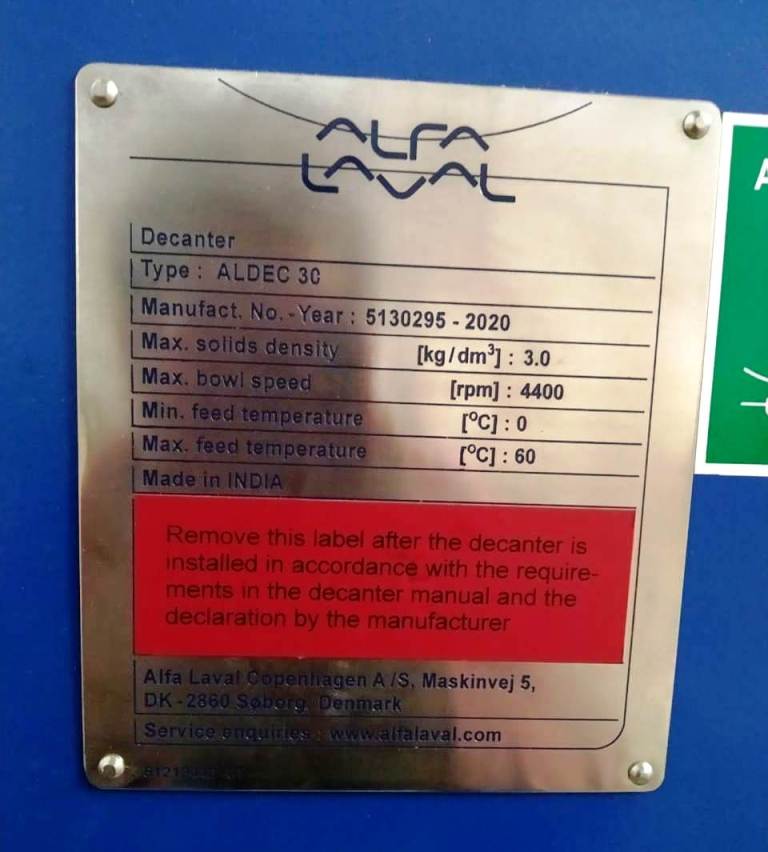 ALFA
LAVAL
A
Decanter
Type : ALDEC 30
Manufact. No. - Year : 5130295 - 2020
Max. solids density [kg/dm³] : 3.0
Max. bowl speed [rpm] : 4400
Min. feed temperature [°C] : 0
Max. feed temperature [°C] : 60
Made in INDIA
Remove this label after the decanter is
installed in accordance with the require-
ments in the decanter manual and the
declaration by the manufacturer
Alfa Laval Copenhagen A/S, Maskinvej 5,
DK - 2860 Søborg, Denmark
Service enquiries : www.alfalaval.com